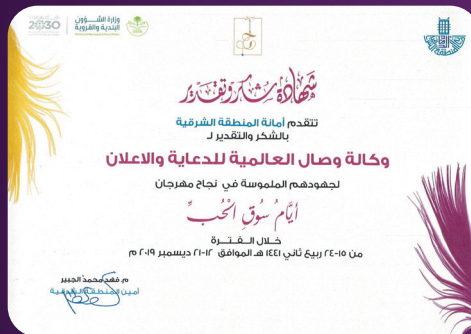 2030
وزارة الشــــؤون
البلدية والقروية
شهادة شكر وتقدير
تتقدم أمانة المنطقة الشرقية
بالشكر والتقدير لـ
وكالة وصال العالمية للدعاية والاعلان
لجهودهم الملموسة في نجاح مهرجان
أيام سوق الحب
خلال الفــتــرة
من ١٥-٢٤ ربيع ثاني ١٤٤١ هـ الموافق ١٢-٢١ ديسمبر ٢٠١٩ م
م. فهد محمد الجبير
أمين المنطقة الشرقية